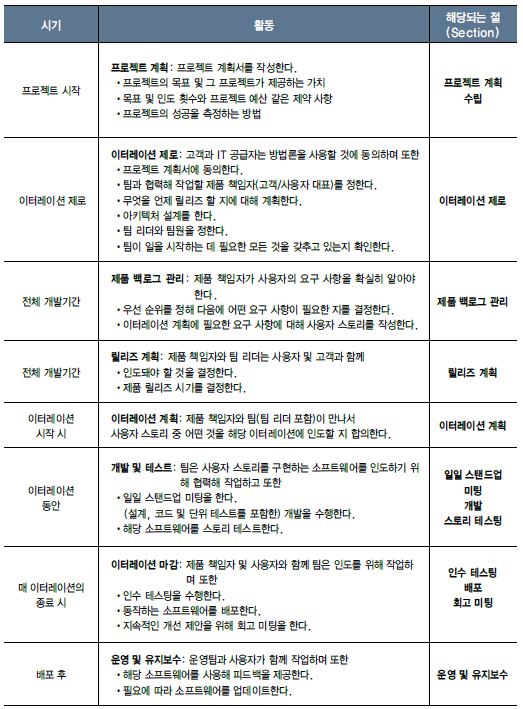 시기
활동
해당되는 절
(Section)
프로젝트 시작
프로젝트 계획: 프로젝트 계획서를 작성한다.
• 프로젝트의 목표 및 그 프로젝트가 제공하는 가치
• 목표 및 인도 횟수와 프로젝트 예산 같은 제약 사항
• 프로젝트의 성공을 측정하는 방법
프로젝트 계획
수립
이터레이션 제로
이터레이션 제로: 고객과 IT 공급자는 방법론을 사용할 것에 동의하며 또한
• 프로젝트 계획서에 동의한다.
• 팀과 협력해 작업할 제품 책임자(고객/사용자 대표)를 정한다.
• 무엇을 언제 릴리즈 할 지에 대해 계획한다.
• 아키텍처 설계를 한다.
• 팀 리더와 팀원을 정한다.
• 팀이 일을 시작하는 데 필요한 모든 것을 갖추고 있는지 확인한다.
이터레이션 제로
전체 개발기간
제품 백로그 관리: 제품 책임자가 사용자의 요구 사항을 확실히 알아야
한다.
• 우선 순위를 정해 다음에 어떤 요구 사항이 필요한 지를 결정한다.
• 이터레이션 계획에 필요한 요구 사항에 대해 사용자 스토리를 작성한다.
제품 백로그 관리
전체 개발기간
릴리즈 계획: 제품 책임자와 팀 리더는 사용자 및 고객과 함께
• 인도돼야 할 것을 결정한다.
• 제품 릴리즈 시기를 결정한다.
릴리즈 계획
이터레이션
시작 시
이터레이션 계획: 제품 책임자와 팀(팀 리더 포함)이 만나서
사용자 스토리 중 어떤 것을 해당 이터레이션에 인도할 지 합의한다.
이터레이션 계획
이터레이션
동안
개발 및 테스트: 팀은 사용자 스토리를 구현하는 소프트웨어를 인도하기 위
해 협력해 작업하고 또한
• 일일 스탠드업 미팅을 한다.
(설계, 코드 및 단위 테스트를 포함한) 개발을 수행한다.
• 해당 소프트웨어를 스토리 테스트한다.
일일 스탠드업
미팅
개발
스토리 테스팅
매 이터레이션의
종료 시
이터레이션 마감: 제품 책임자 및 사용자와 함께 팀은 인도를 위해 작업하
며 또한
• 인수 테스팅을 수행한다.
• 동작하는 소프트웨어를 배포한다.
• 지속적인 개선 제안을 위해 회고 미팅을 한다.
인수 테스팅
배포
회고 미팅
배포 후
운영 및 유지보수: 운영팀과 사용자가 함께 작업하며 또한
• 해당 소프트웨어를 사용해 피드백을 제공한다.
• 필요에 따라 소프트웨어를 업데이트한다.
운영 및 유지보수